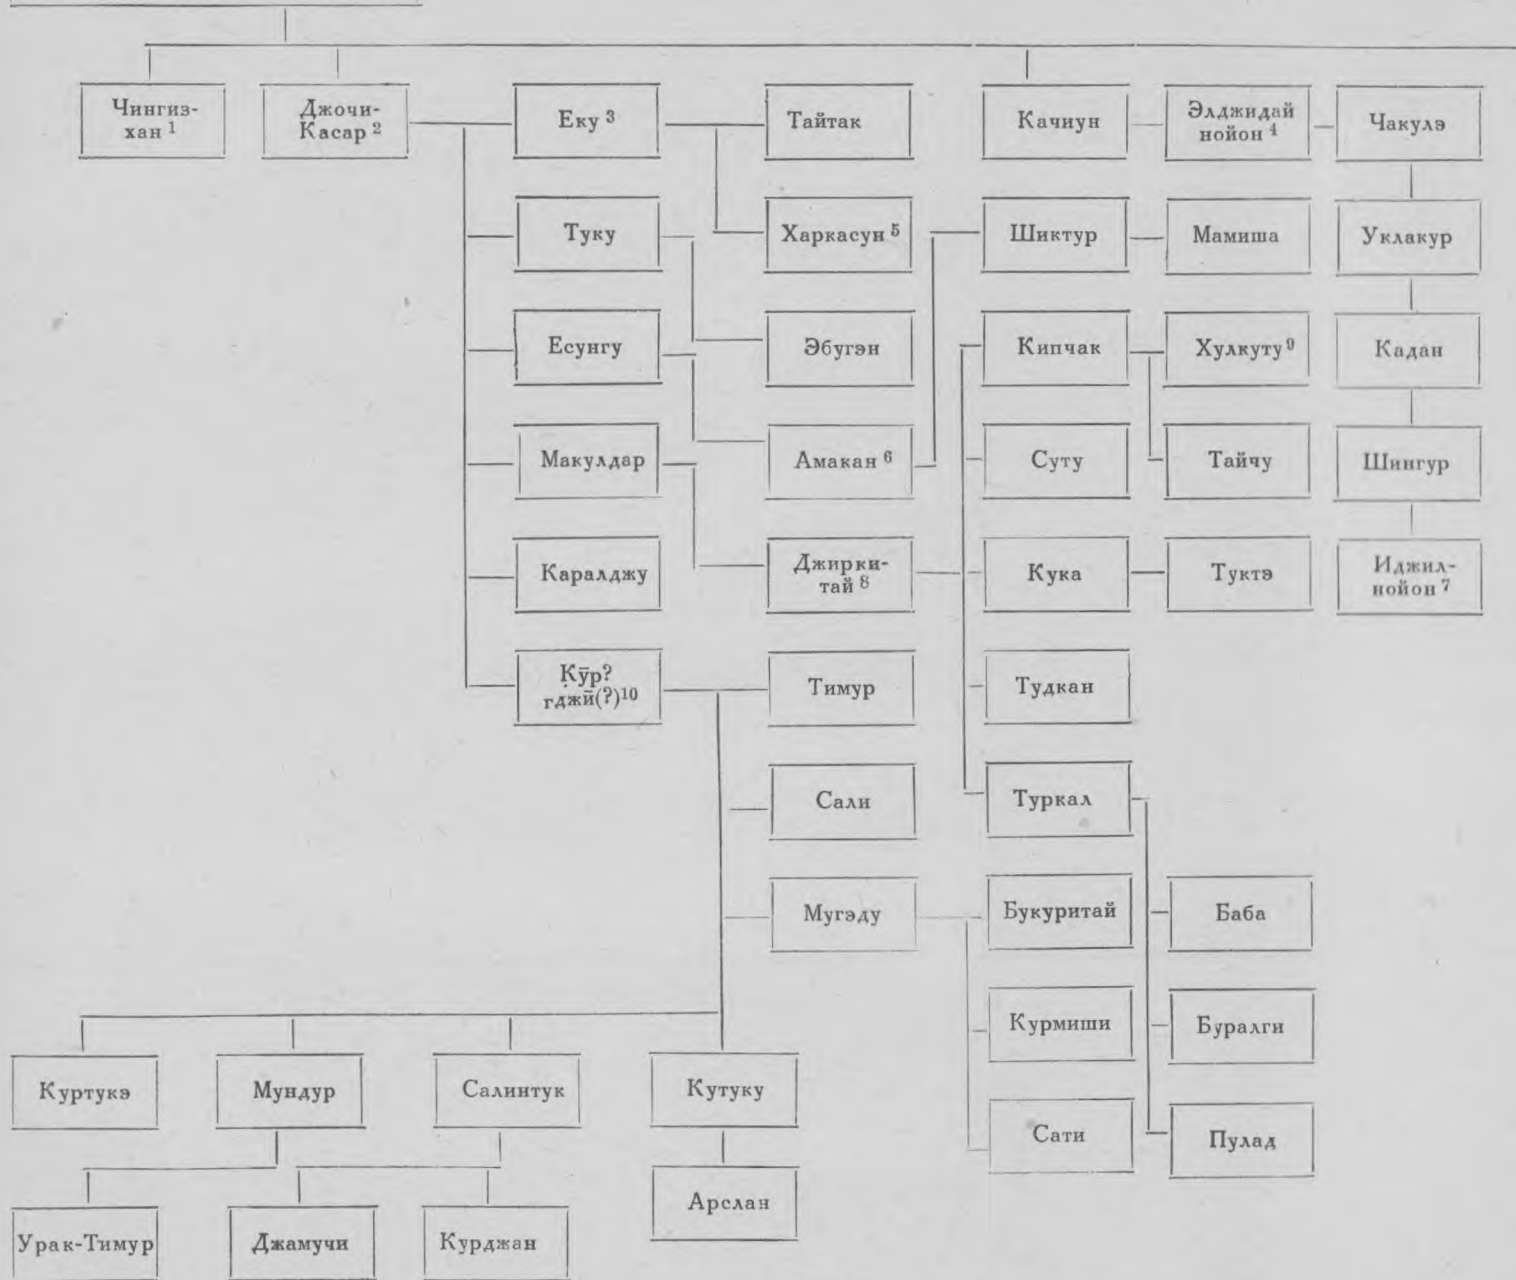 Чингиз-
хан 1
Джочи-
Касар 2
Еку 3
Тайтак
Качиун
Элджидай
нойон 4
Чакулэ
Туку
Харкасун 5
Шиктур
Мамиша
Уклакур
Есунгу
Эбугэн
Кипчак
Хулкуту 9
Кадан
Макулдар
Амакан 6
Суту
Тайчу
Шингур
Каралджу
Джирки-
тай 8
Кука
Туктэ
Иджил-
нойон 7
Ḳӯр?
гджӣ(?)10
Тимур
Тудкан
Сали
Туркал
Мугэду
Букуритай
Баба
Курмиши
Буралги
Куртукэ
Мундур
Салинтук
Кутуку
Сати
Пулад
Урак-Тимур
Джамучи
Курджан
Арслан